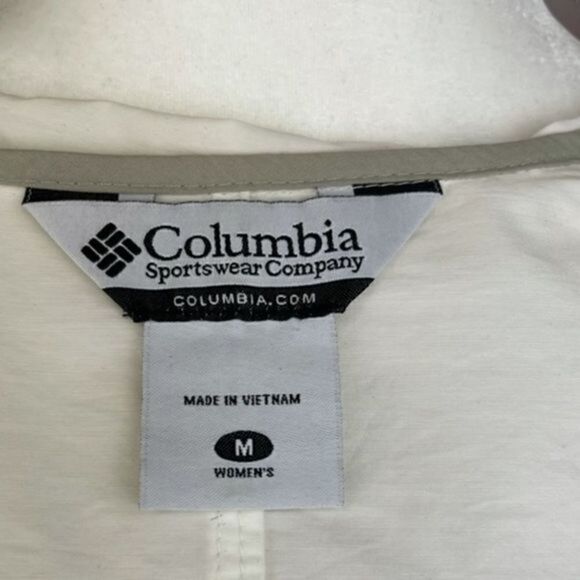 Columbia
Sportswear Company
COLUMBIA.COM
MADE IN VIETNAM
M
WOMEN'S